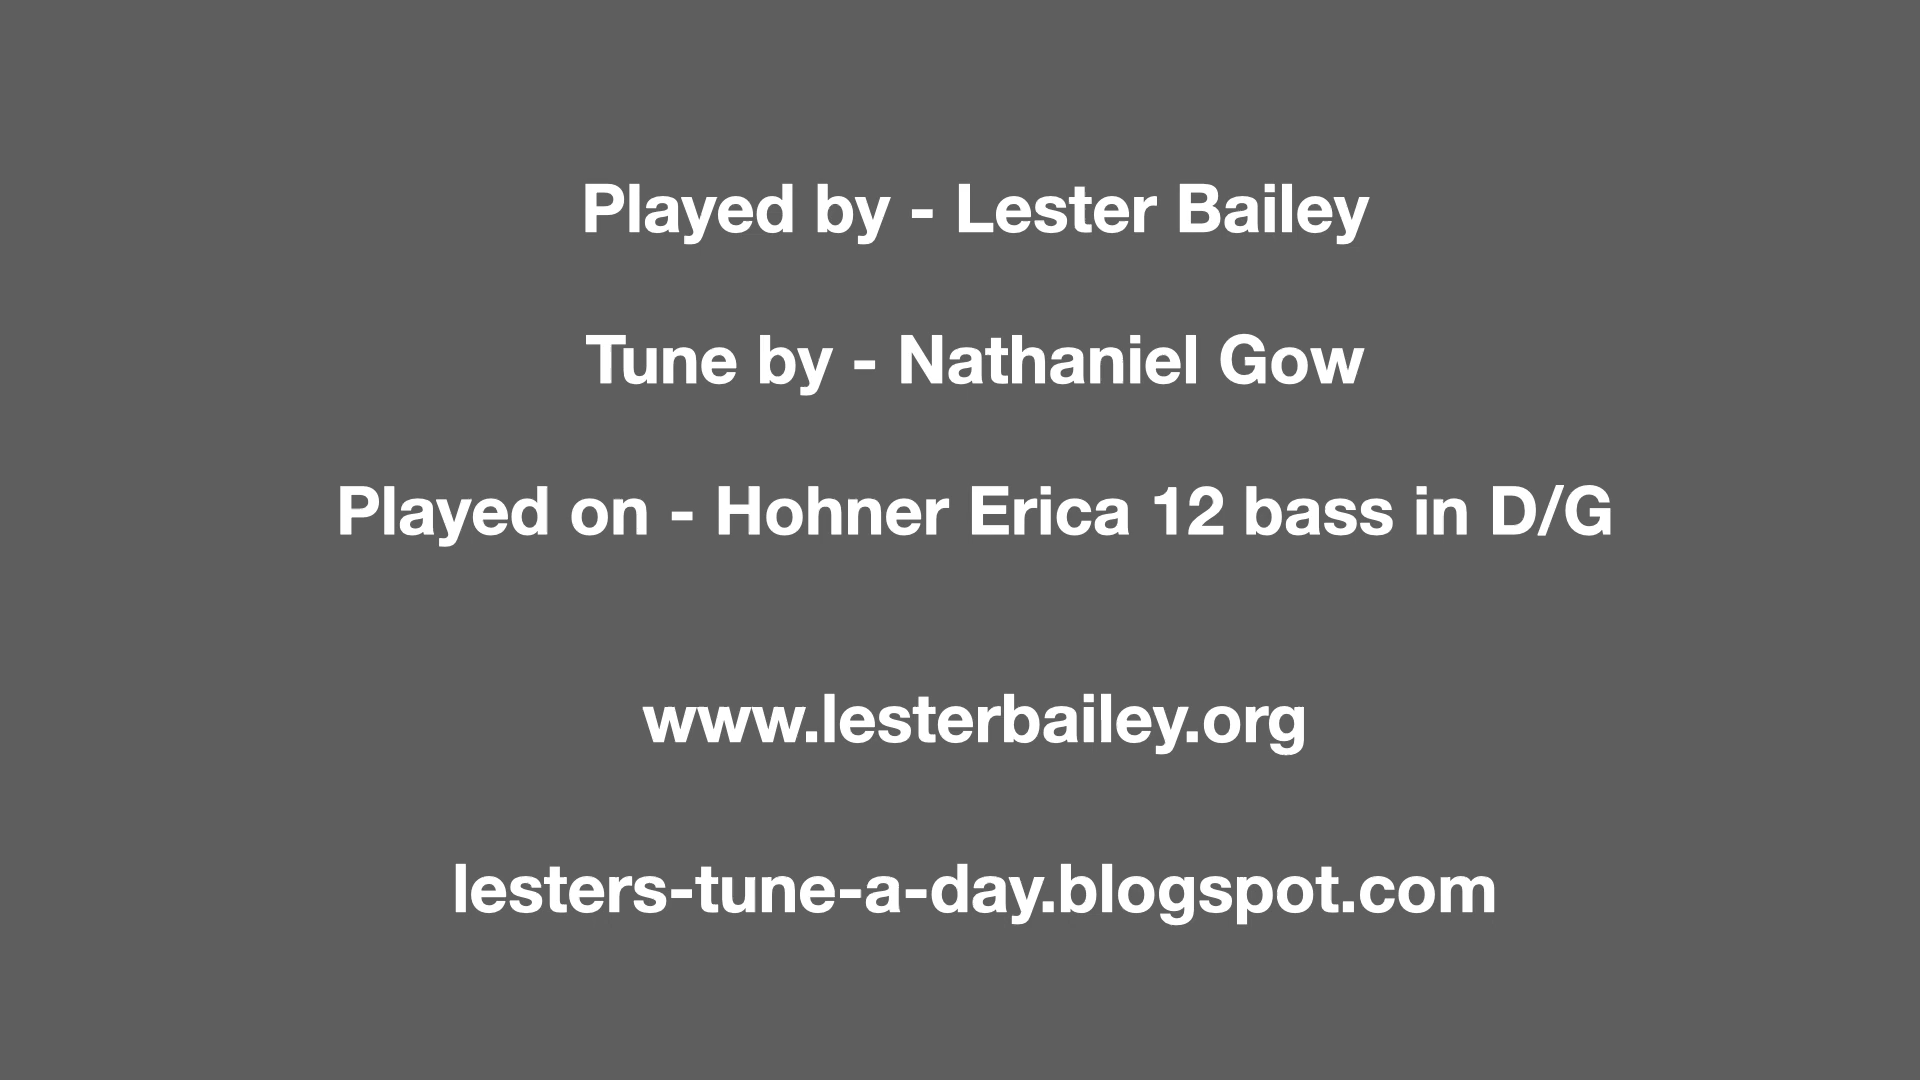 Played by - Lester Bailey
Tune by - Nathaniel Gow
Played on - Hohner Erica 12 bass in D/G
www.lesterbailey.org
lesters-tune-a-day.blogspot.com